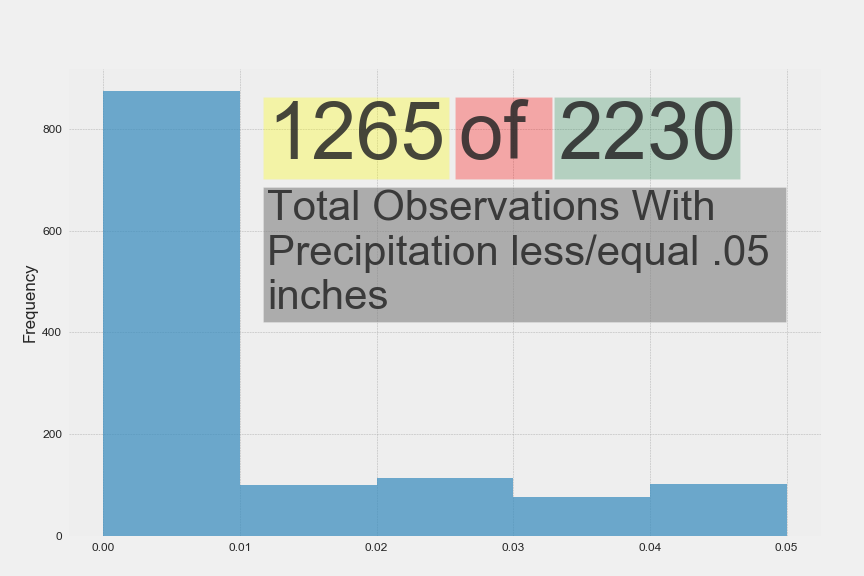 1265 of 2230
Total Observations With
Precipitation less/equal .05
inches
Frequency
800
600
400
200
0
0.00 0.01 0.02 0.03 0.04 0.05